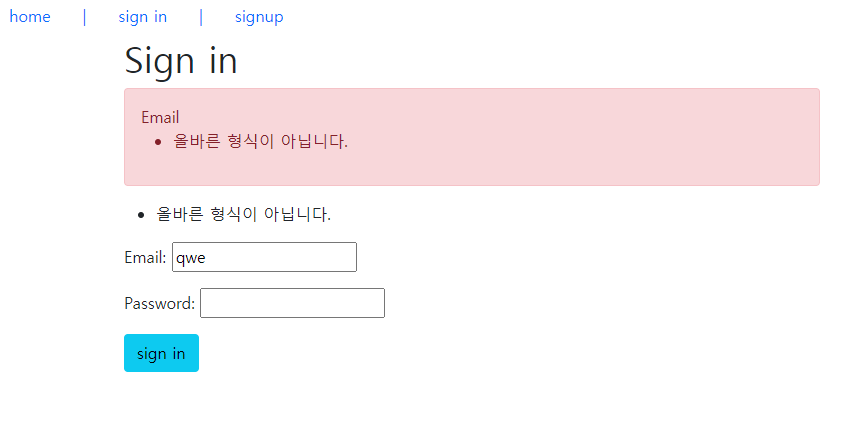 home | sign in | signup
Sign in
Email
• 올바른 형식이 아닙니다.
• 올바른 형식이 아닙니다.
Email: qwe
Password:
sign in